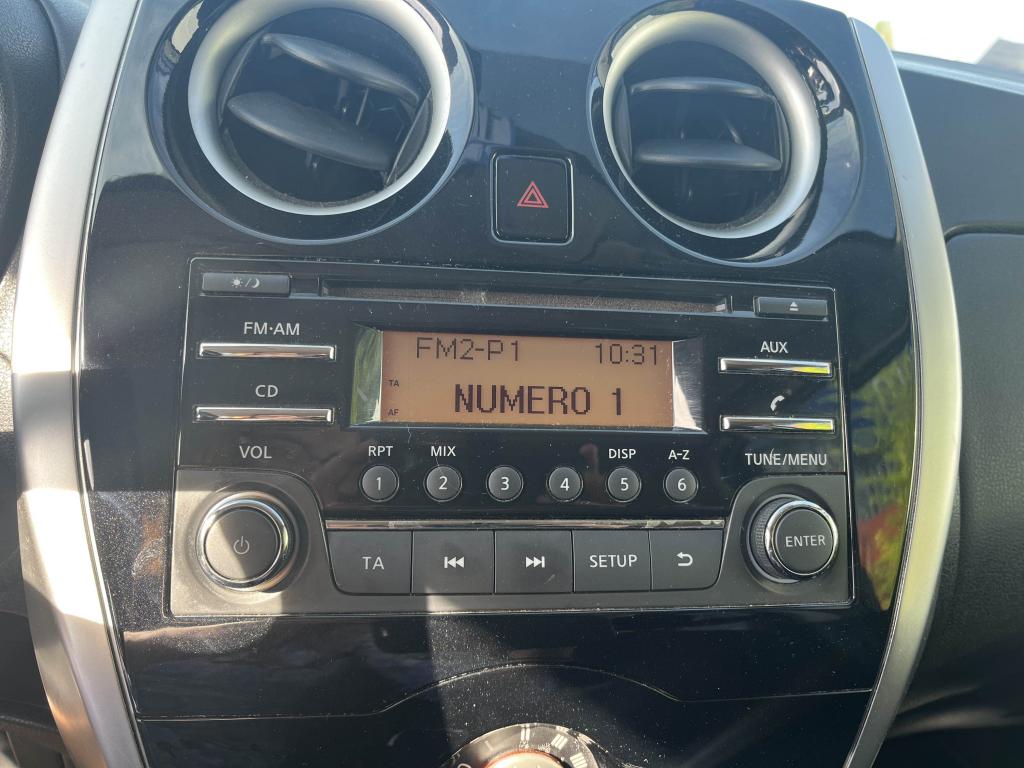 FM·AM
CD
VOL
FM2-P1 10:31
TA
AF
NUMERO 1
AUX
TUNE/MENU
RPT MIX DISP A-Z
1 2 3 4 5 6
TA SETUP
ENTER